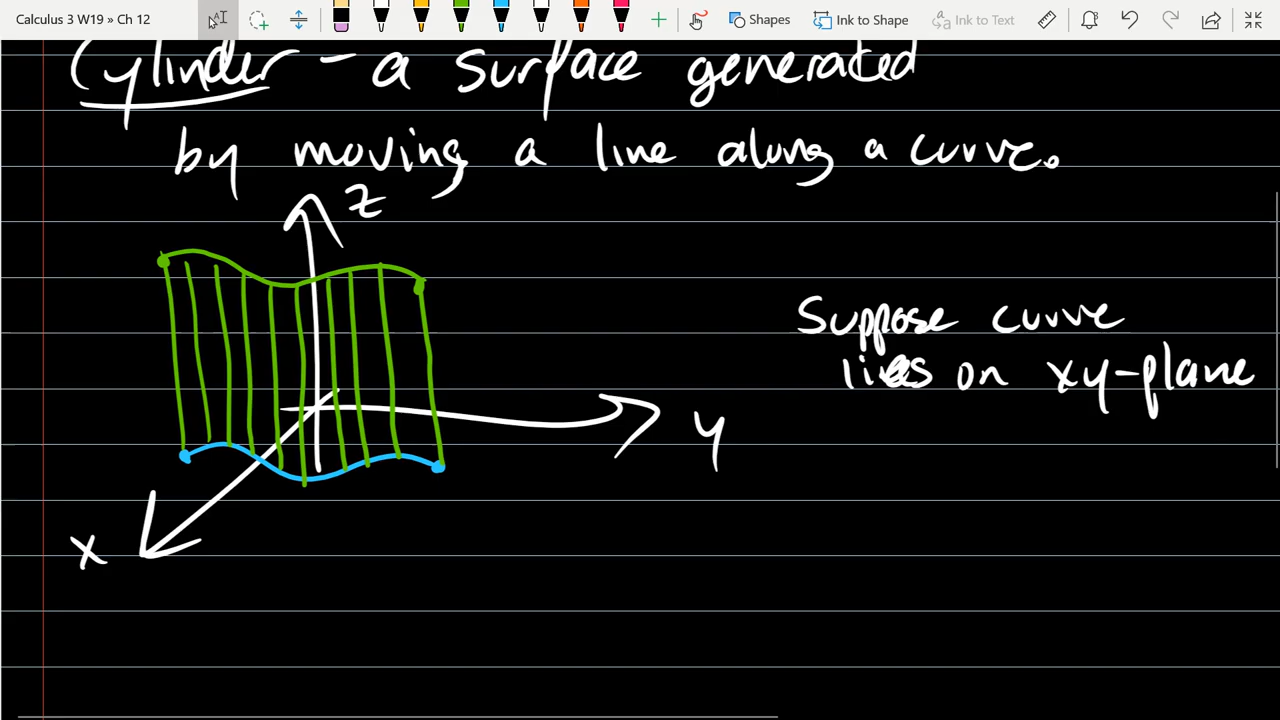 Calculus 3 W19 » Ch 12
Shapes
Ink to Shape
Ink to Text
Cylinder - a surface generated
by moving a line along a curve.
z
Suppose curve
lies on xy-plane
y
x